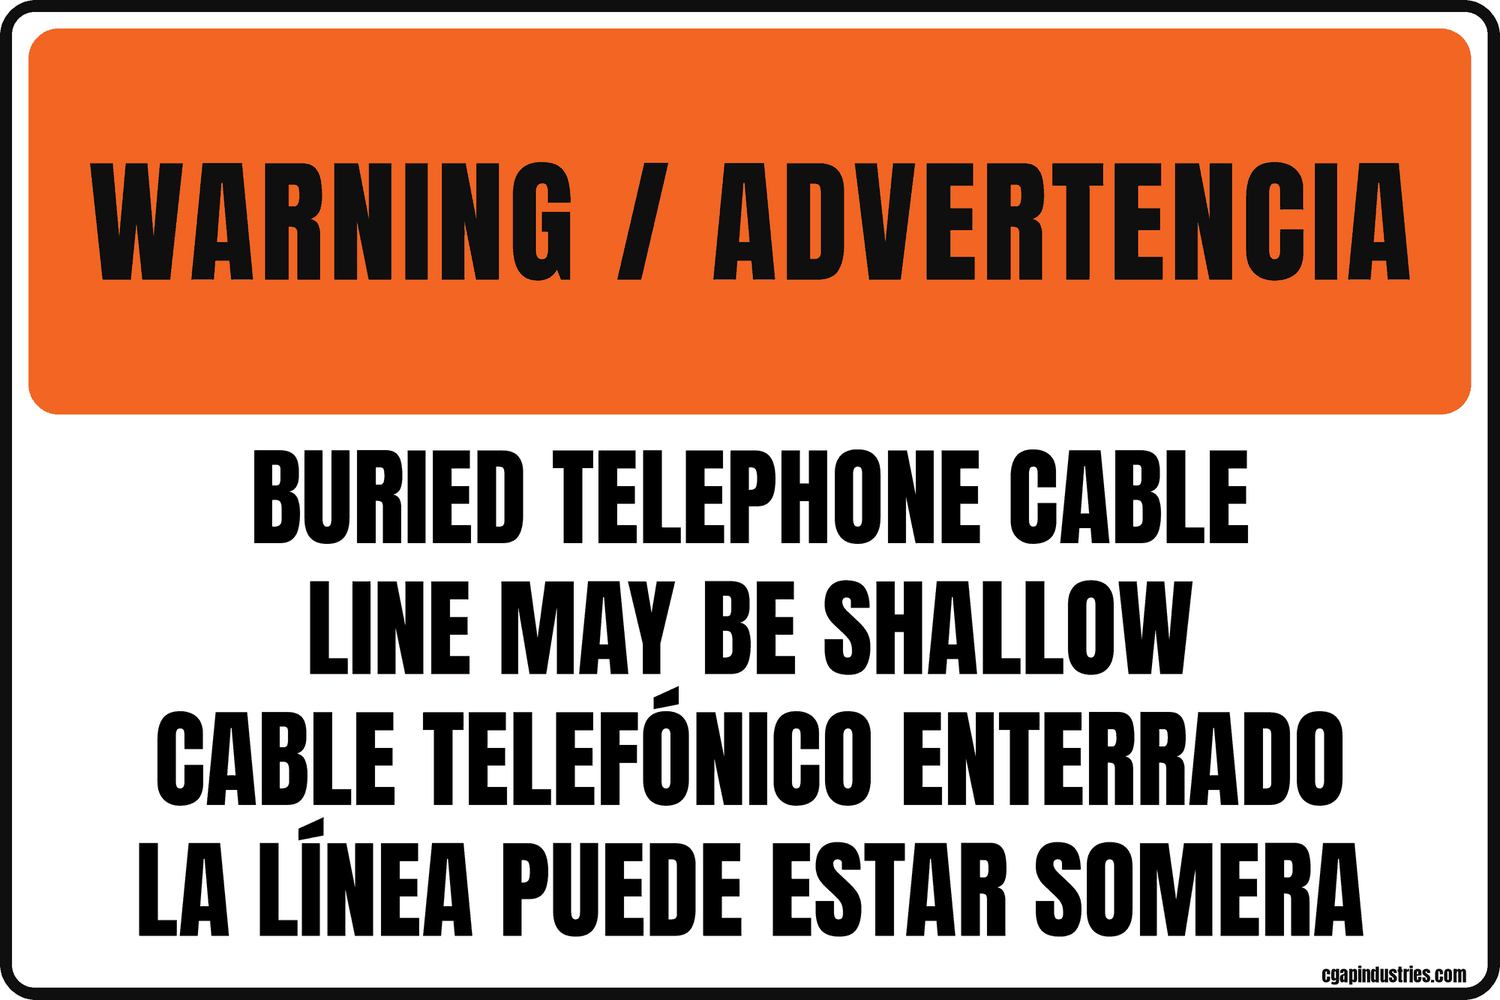 WARNING / ADVERTENCIA
BURIED TELEPHONE CABLE
LINE MAY BE SHALLOW
CABLE TELEFÓNICO ENTERRADO
LA LÍNEA PUEDE ESTAR SOMERA
cgapindustries.com